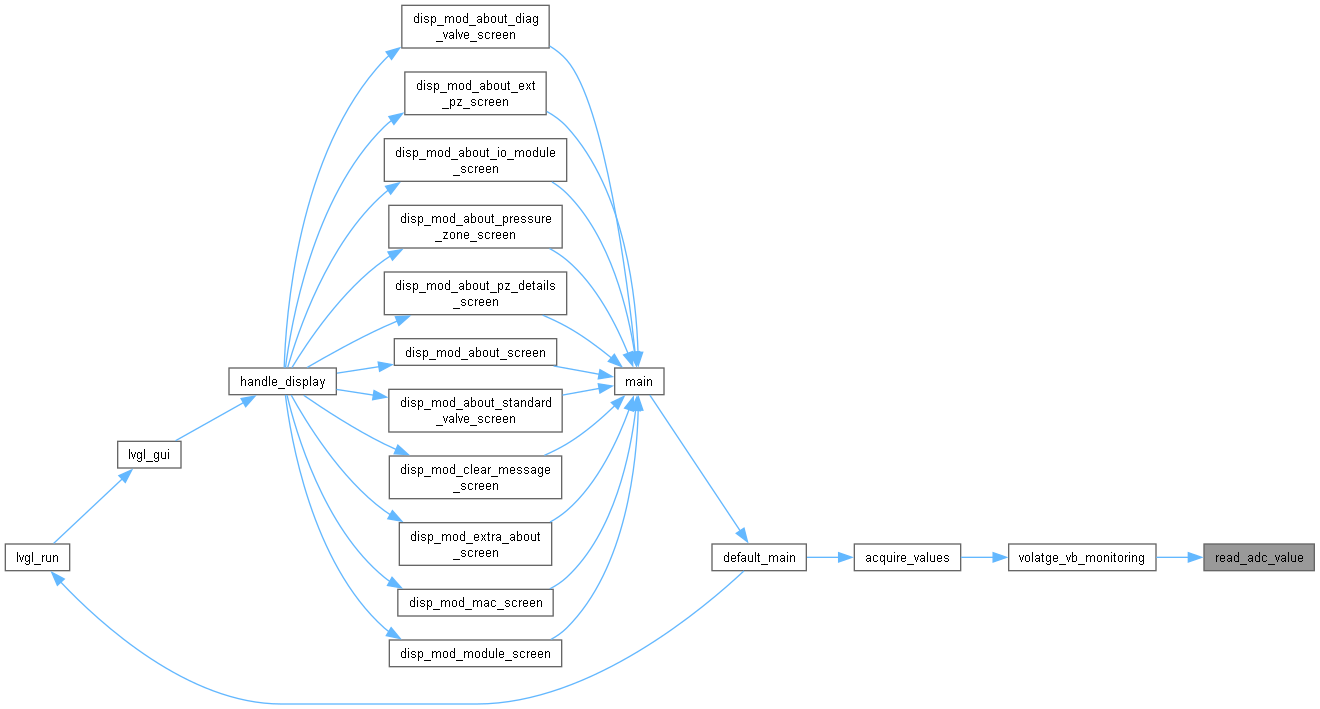 disp_mod_about_diag
_valve_screen
disp_mod_about_ext
_pz_screen
disp_mod_about_io_module
_screen
disp_mod_about_pressure
_zone_screen
disp_mod_about_pz_details
_screen
disp_mod_about_screen
handle_display
main
disp_mod_about_standard
_valve_screen
lvgl_gui
disp_mod_clear_message
_screen
disp_mod_extra_about
_screen
lvgl_run
default_main
acquire_values
volatge_vb_monitoring
read_adc_value
disp_mod_mac_screen
disp_mod_module_screen